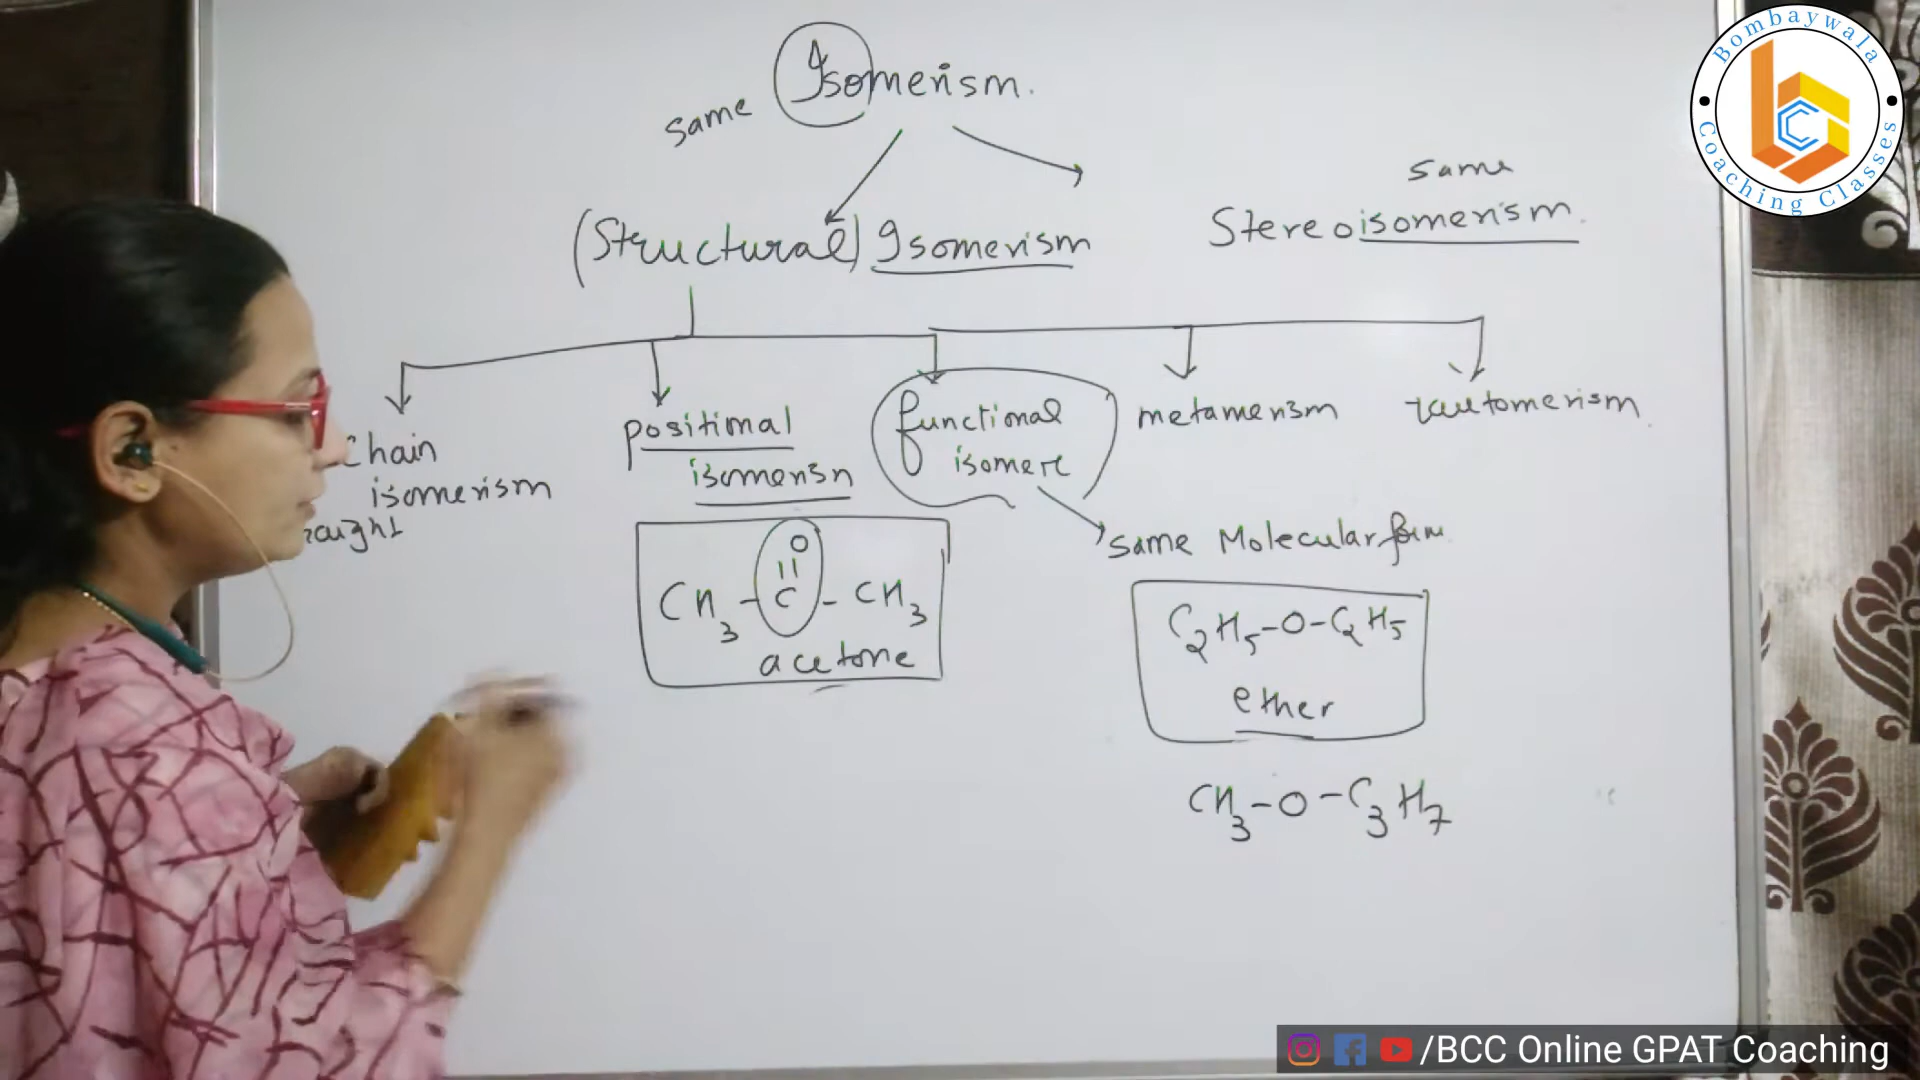 Isomerism.
same
same
(Structural) Isomerism
Stereoisomerism.
Chain
isomerism
positional
isomerism
functional
isomere
metamerism
tautomerism.
same Molecular form
O
CH3 - C - CH3
acetone
C2H5-O-C2H5
ether
CH3-O-C3H7
Bombaywala
Coaching Classes
/BCC Online GPAT Coaching